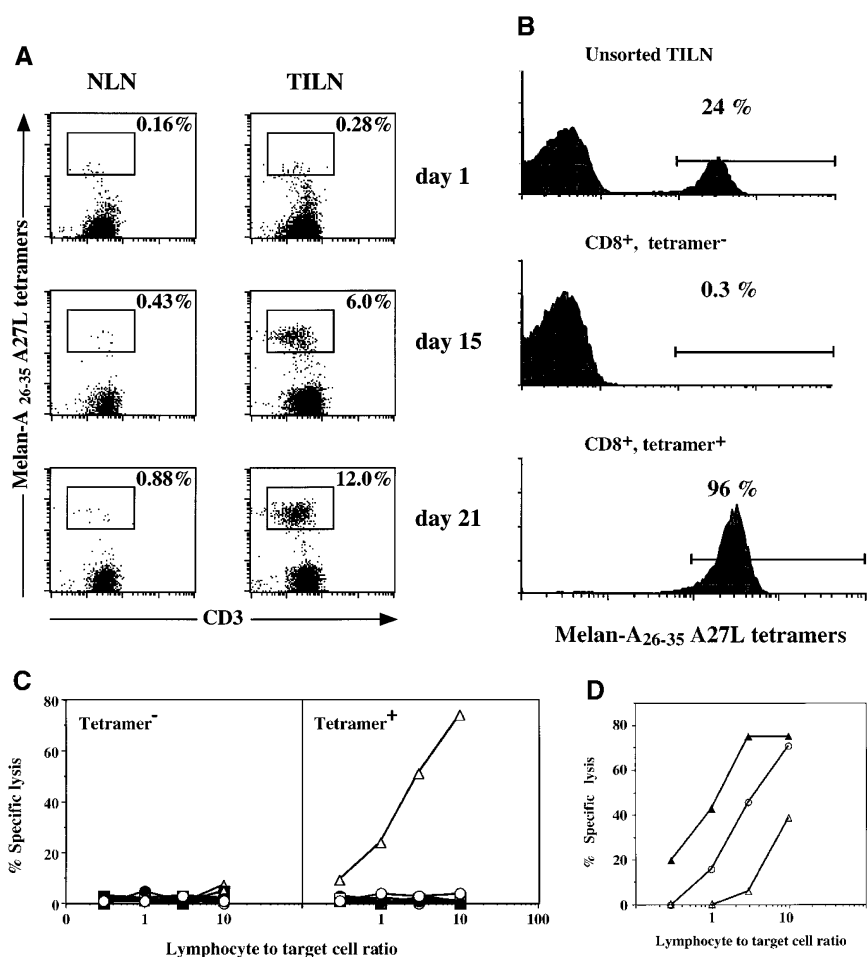 A
NLN
TILN
0.16%
0.28%
day 1
0.43%
6.0%
day 15
0.88%
12.0%
day 21
Melan-A 26-35 A27L tetramers
CD3
B
Unsorted TILN
24 %
CD8+, tetramer-
0.3 %
CD8+, tetramer+
96 %
Melan-A26-35 A27L tetramers
C
80
60
40
20
0
Tetramer-
Tetramer+
0 1 10 1 10 100
% Specific lysis
Lymphocyte to target cell ratio
D
80
60
40
20
0
1 10
% Specific lysis
Lymphocyte to target cell ratio